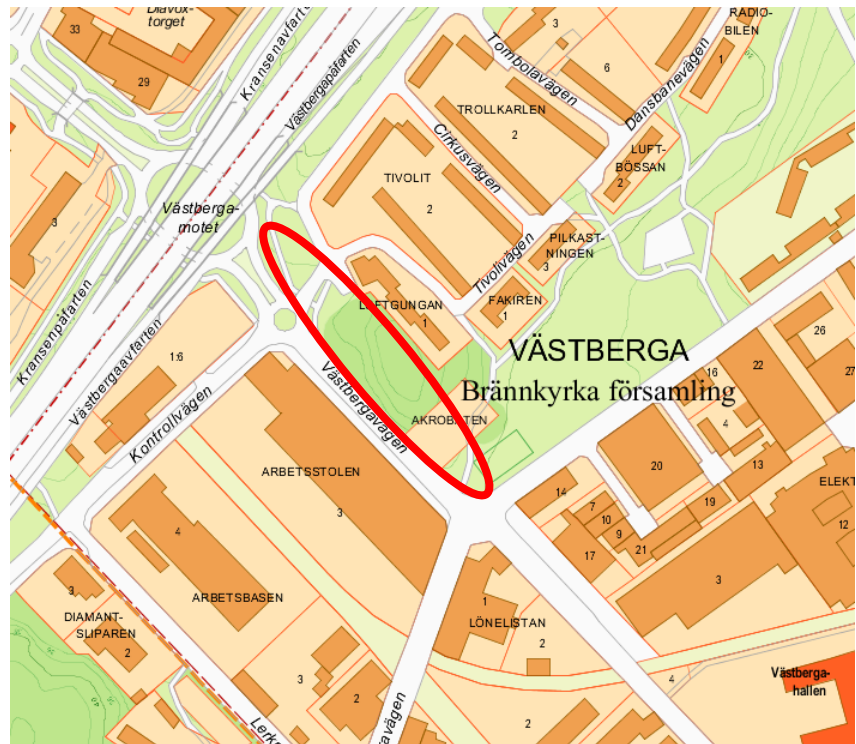 Diavox-
torget
33
29
Kransenavfarten
Västbergapåfarten
3
Tombolavägen
6
RADIO-
BILEN
1
Dansbanevägen
TROLLKARLEN
2
Cirkusvägen
LUFT-
BÖSSAN
2
TIVOLIT
2
Västberga-
motet
3
Tivolivägen
PILKAST-
NINGEN
3
FAKIREN
1
LUFTGUNGAN
1
Kransenpåfarten
Västbergaavfarten
1:6
Kontrollvägen
Västbergavägen
AKROBATEN
VÄSTBERGA
Brännkyrka församling
16
22
26
27
4
13
20
ELEKT
12
14
7
10
9
21
19
17
3
ARBETSSTOLEN
3
4
ARBETSBASEN
3
DIAMANT-
SLIPAREN
2
1
LÖNELISTAN
2
3
2
4
Västberga-
hallen
2
avägen